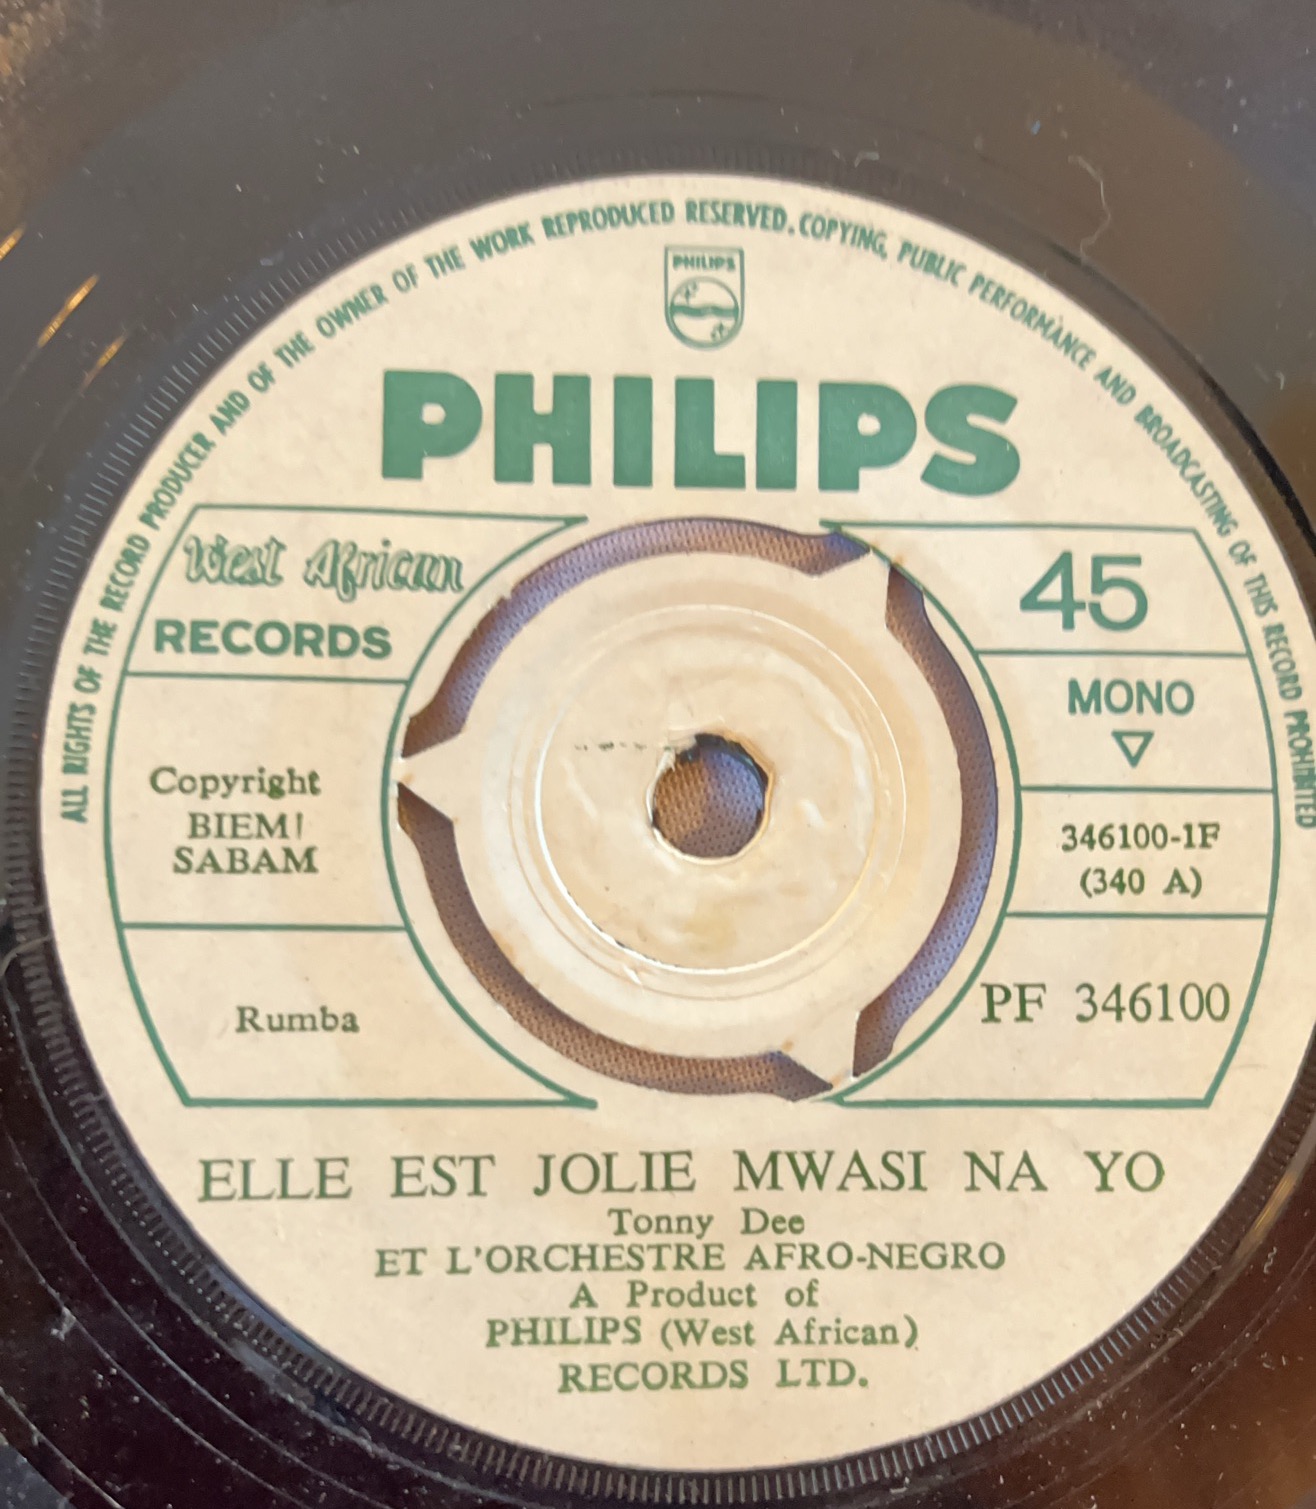 ALL RIGHTS OF THE RECORD PRODUCER AND OF THE OWNER OF THE WORK REPRODUCED RESERVED. COPYING, PUBLIC PERFORMANCE AND BROADCASTING OF THIS RECORD PROHIBITED
PHILIPS
PHILIPS
West African
RECORDS
45
MONO
Copyright
BIEM
SABAM
346100-1F
(340 A)
Rumba
PF 346100
ELLE EST JOLIE MWASI NA YO
Tonny Dee
ET L'ORCHESTRE AFRO-NEGRO
A Product of
PHILIPS (West African)
RECORDS LTD.